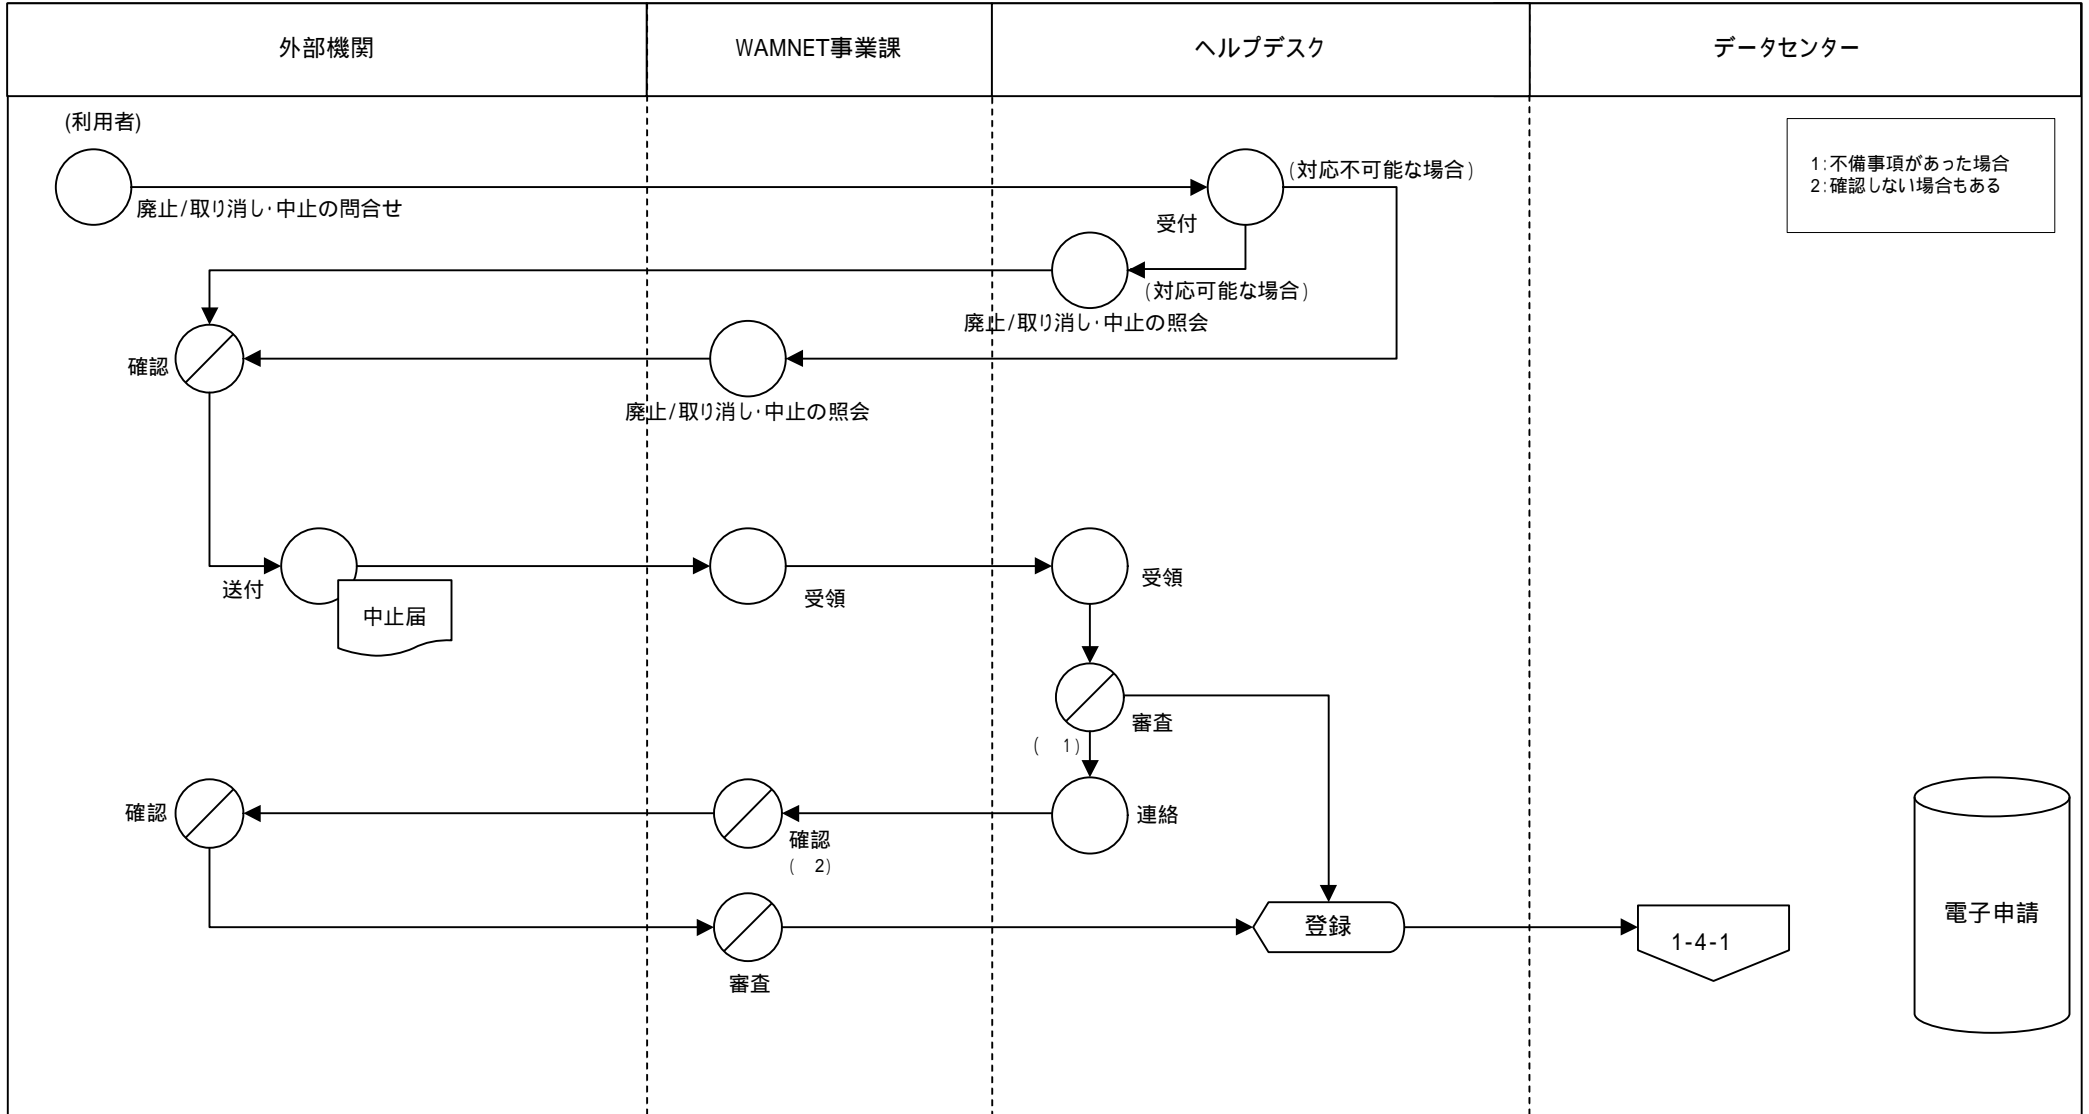 外部機関
WAMNET事業課
ヘルプデスク
データセンター
(利用者)
廃止/取り消し・中止の問合せ
(対応不可能な場合)
受付
1:不備事項があった場合
2:確認しない場合もある
(対応可能な場合)
廃止/取り消し・中止の照会
確認
廃止/取り消し・中止の照会
送付
中止届
受領
受領
審査
( 1)
確認
確認
( 2)
連絡
電子申請
登録
1-4-1
審査